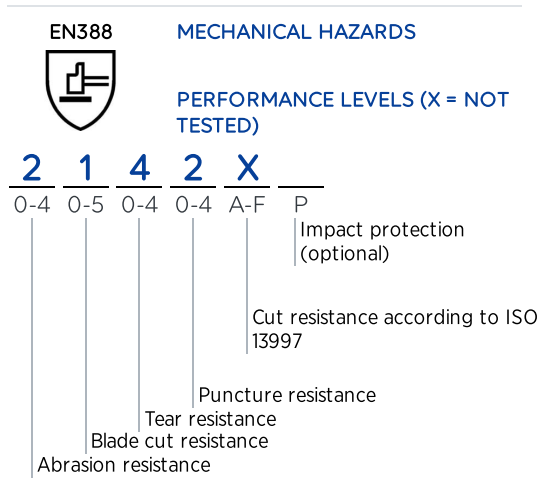 EN388
MECHANICAL HAZARDS
PERFORMANCE LEVELS (X = NOT
TESTED)
2 1 4 2 X
0-4 0-5 0-4 0-4 A-F P
Impact protection
(optional)
Cut resistance according to ISO
13997
Puncture resistance
Tear resistance
Blade cut resistance
Abrasion resistance